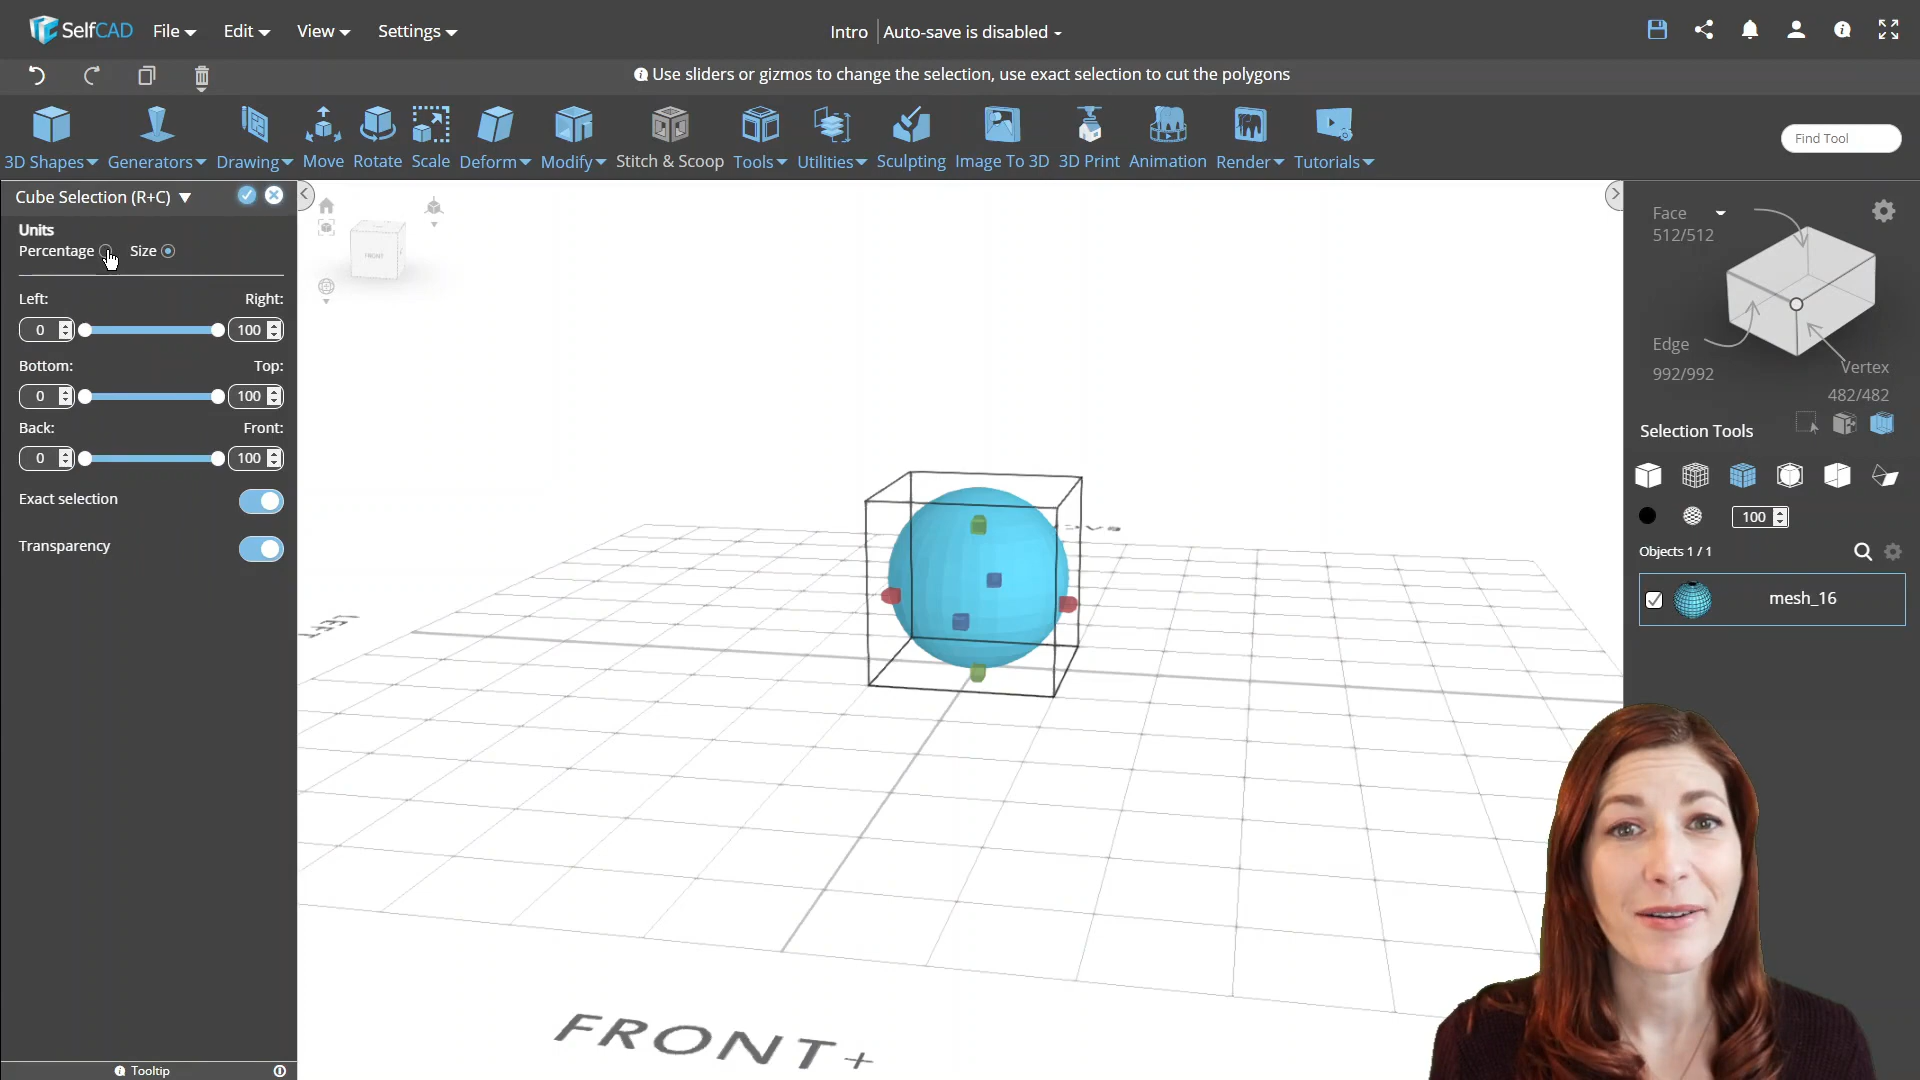 SelfCAD File Edit View Settings Intro Auto-save is disabled
Use sliders or gizmos to change the selection, use exact selection to cut the polygons
3D Shapes Generators Drawing Move Rotate Scale Deform Modify Stitch & Scoop Tools Utilities Sculpting Image To 3D 3D Print Animation Render Tutorials Find Tool
Cube Selection (R+C)
Units
Percentage Size
Left: Right:
0 100
Bottom: Top:
0 100
Back: Front:
0 100
Exact selection
Transparency
Tooltip
FRONT
FRONT+
Face
512/512
Edge
992/992
Vertex
482/482
Selection Tools
100
Objects 1 / 1
mesh_16